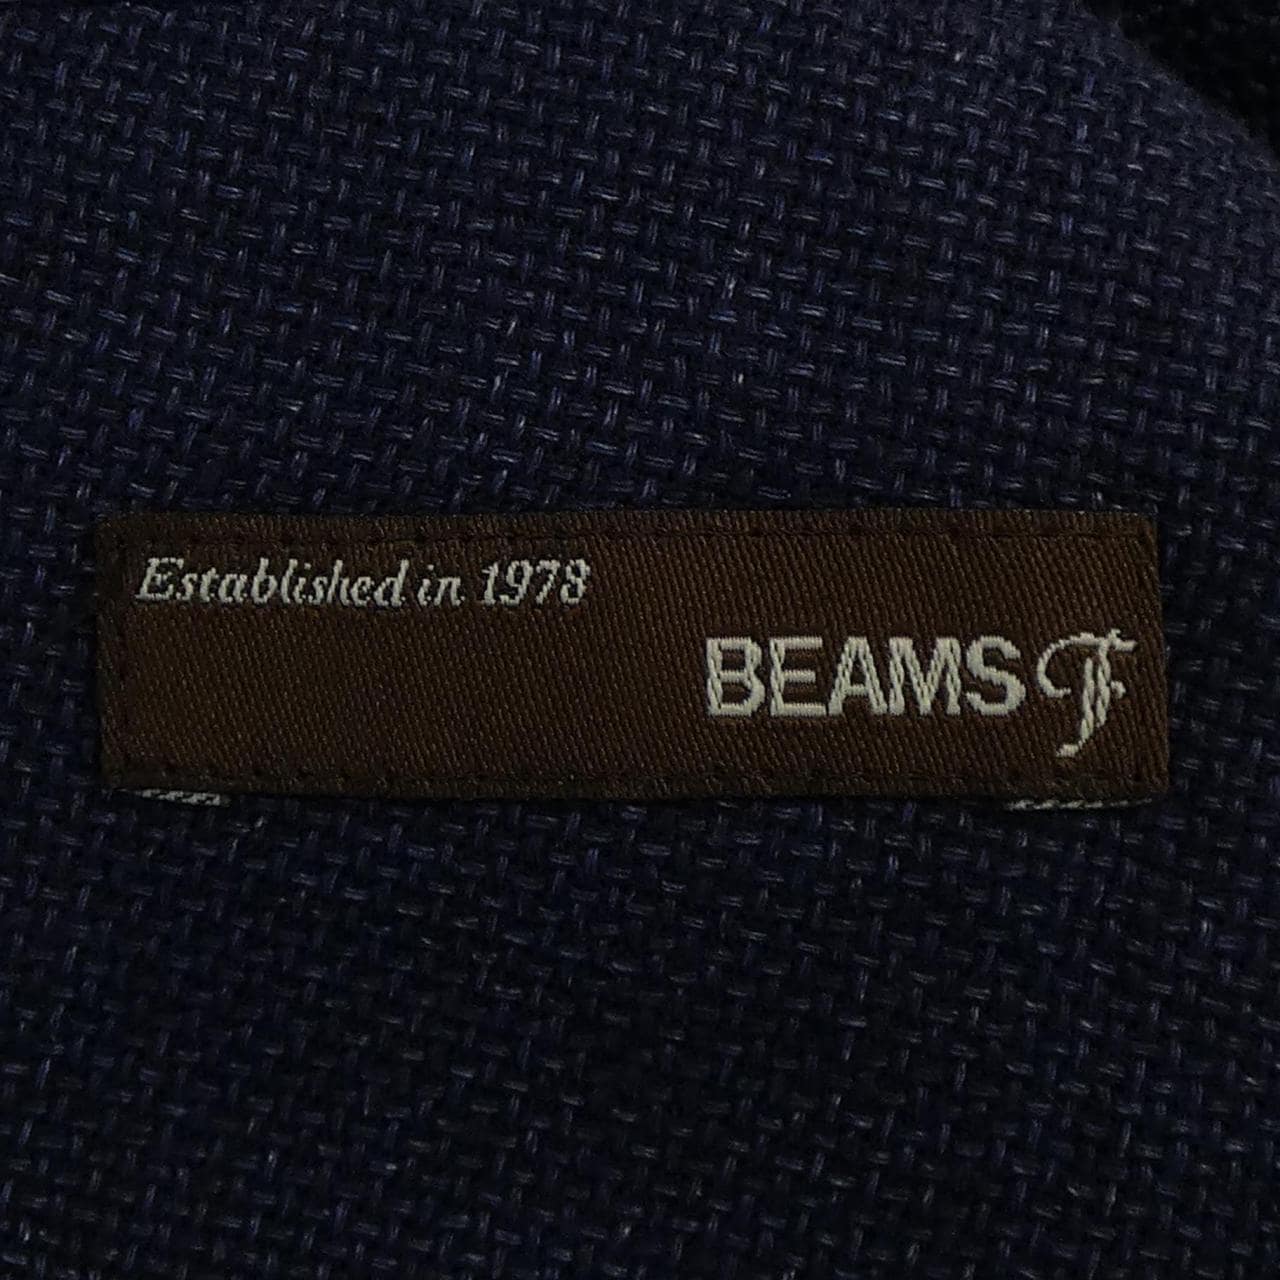 Established in 1978
BEAMS F